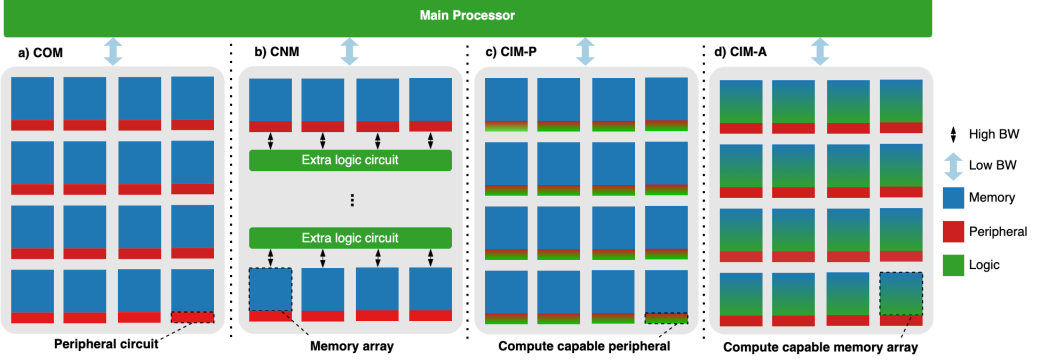 Main Processor
a) COM
b) CNM
c) CIM-P
d) CIM-A
Extra logic circuit
...
Extra logic circuit
High BW
Low BW
Memory
Peripheral
Logic
Peripheral circuit
Memory array
Compute capable peripheral
Compute capable memory array